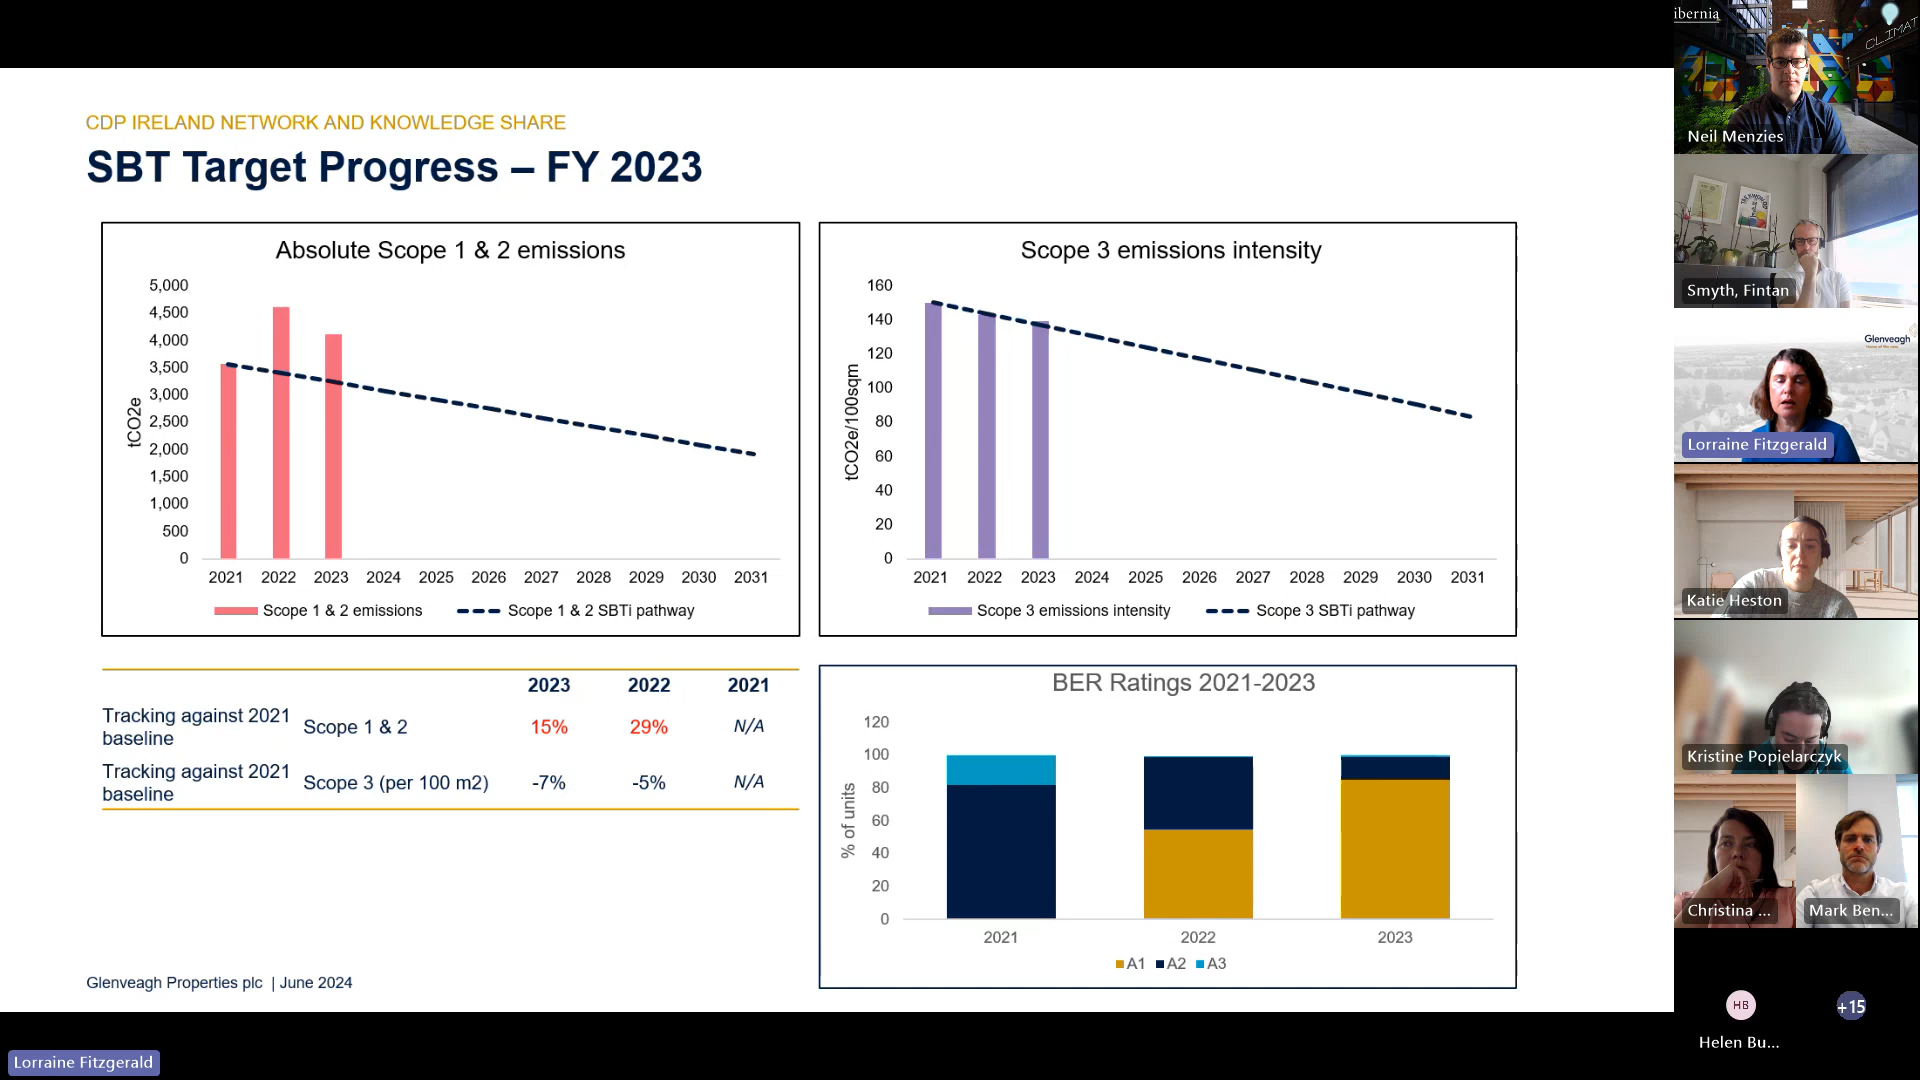 CDP IRELAND NETWORK AND KNOWLEDGE SHARE
SBT Target Progress – FY 2023
Absolute Scope 1 & 2 emissions
5,000
4,500
4,000
3,500
3,000
2,500
2,000
1,500
1,000
500
0
tCO2e
2021 2022 2023 2024 2025 2026 2027 2028 2029 2030 2031
Scope 1 & 2 emissions Scope 1 & 2 SBTi pathway
Scope 3 emissions intensity
160
140
120
100
80
60
40
20
0
tCO2e/100sqm
2021 2022 2023 2024 2025 2026 2027 2028 2029 2030 2031
Scope 3 emissions intensity Scope 3 SBTi pathway
2023 2022 2021
Tracking against 2021 baseline Scope 1 & 2 15% 29% N/A
Tracking against 2021 baseline Scope 3 (per 100 m2) -7% -5% N/A
BER Ratings 2021-2023
120
100
80
60
40
20
0
% of units
2021 2022 2023
A1 A2 A3
Glenveagh Properties plc | June 2024
Lorraine Fitzgerald
ibernia
CLIMAT
Neil Menzies
Smyth, Fintan
Glenveagh
Lorraine Fitzgerald
Katie Heston
Kristine Popielarczyk
Christina ...
Mark Ben...
HB
+15
Helen Bu...